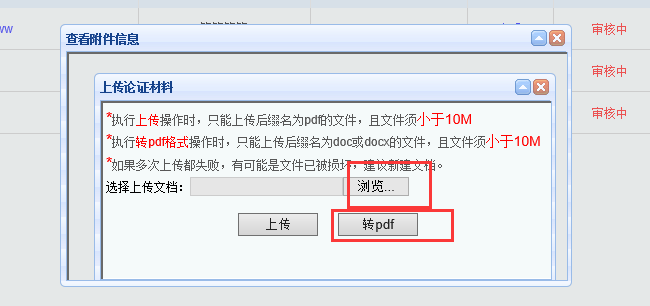 ww
审核中
查看附件信息
审核中
上传论证材料
审核中
*执行上传操作时，只能上传后缀名为pdf的文件，且文件须小于10M
*执行转pdf格式操作时，只能上传后缀名为doc或docx的文件，且文件须小于10M
*如果多次上传都失败，有可能是文件已被损坏，建议新建文档。
选择上传文档： 浏览...
上传 转pdf